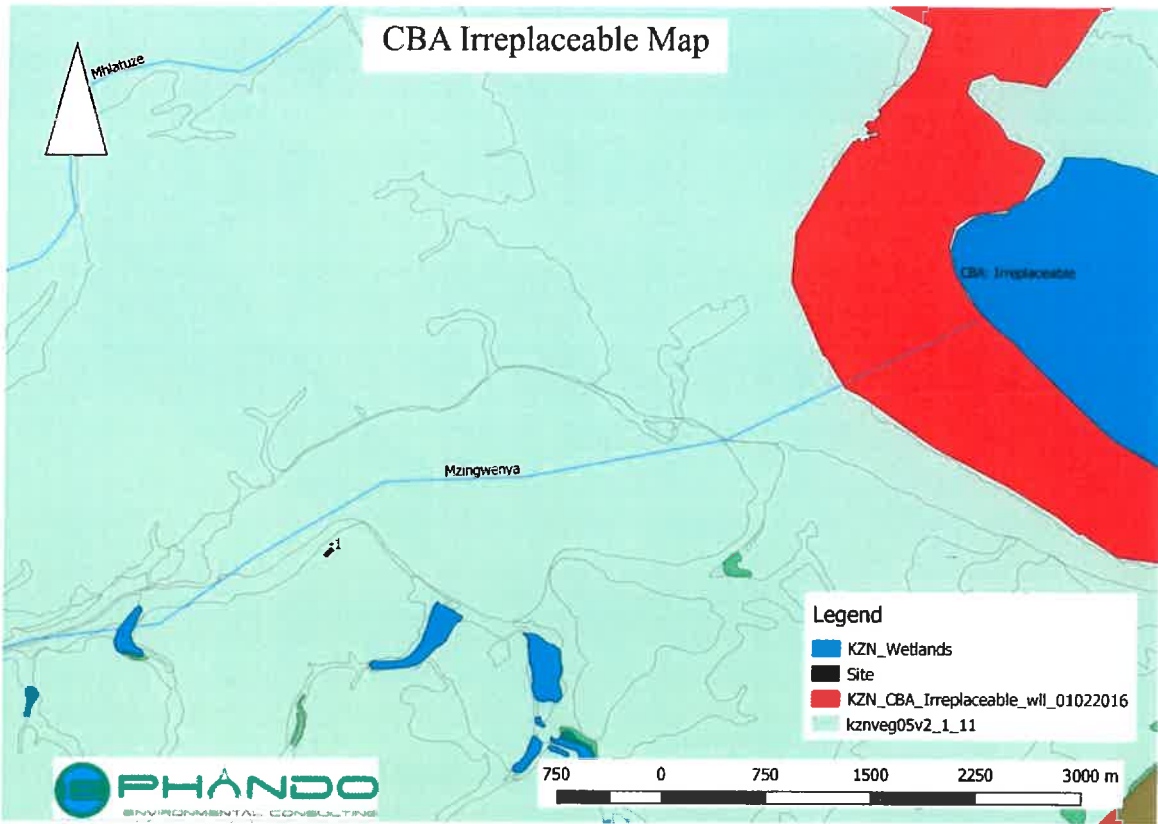 CBA Irreplaceable Map
Mhlatuze
CBA: Irreplaceable
Mzingwenya
1
Legend
KZN_Wetlands
Site
KZN_CBA_Irreplaceable_wll_01022016
kznveg05v2_1_11
750 0 750 1500 2250 3000 m
PHANDO
ENVIRONMENTAL CONSULTING